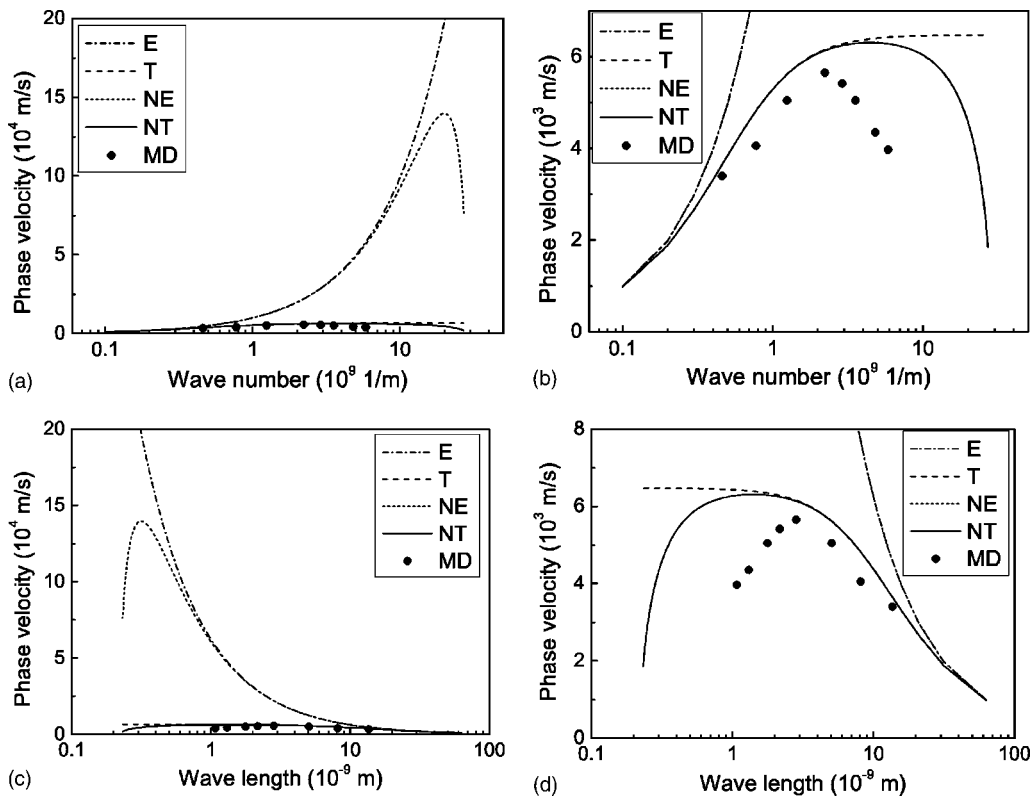 20
15
10
5
0
Phase velocity (10⁴ m/s)
E
T
NE
NT
MD
0.1
1
10
Wave number (10⁹ 1/m)
(a)
6
4
2
0
Phase velocity (10³ m/s)
E
T
NE
NT
MD
0.1
1
10
Wave number (10⁹ 1/m)
(b)
20
15
10
5
0
Phase velocity (10⁴ m/s)
E
T
NE
NT
MD
0.1
1
10
100
Wave length (10⁻⁹ m)
(c)
8
6
4
2
0
Phase velocity (10³ m/s)
E
T
NE
NT
MD
0.1
1
10
100
Wave length (10⁻⁹ m)
(d)